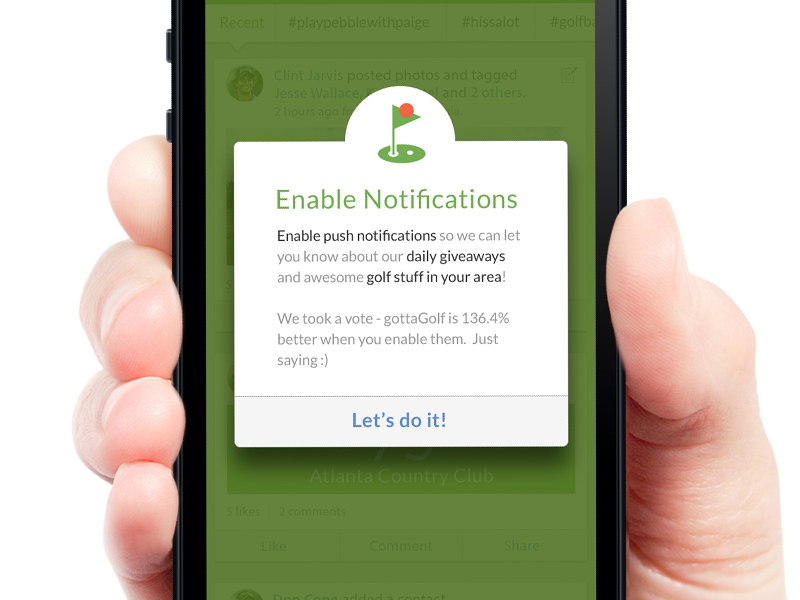 Recent #playpebblewithpaige #hissalot #golfba
Clint Jarvis posted photos and tagged
Jesse Wallace, and 2 others.
2 hours ago
Enable Notifications
Enable push notifications so we can let
you know about our daily giveaways
and awesome golf stuff in your area!
We took a vote - gottaGolf is 136.4%
better when you enable them. Just
saying :)
Let's do it!
Atlanta Country Club
5 likes 2 comments
Like Comment Share
Don Cope added a contact